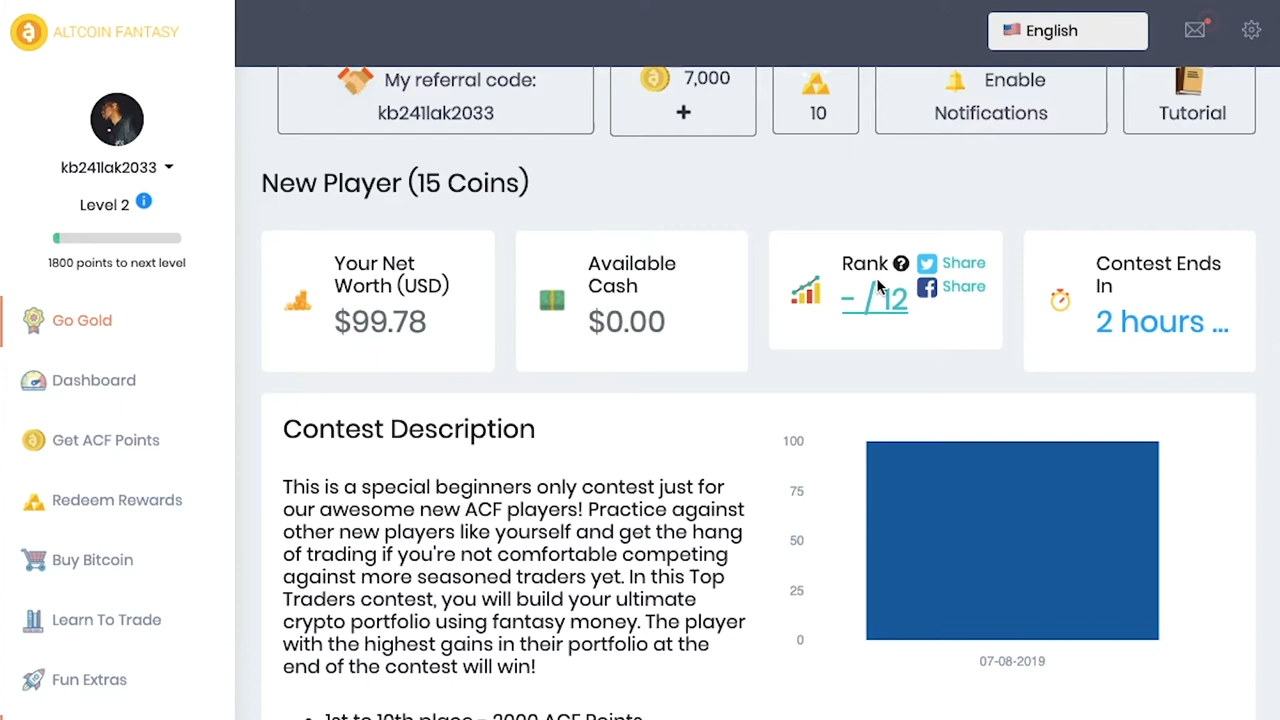 ALTCOIN FANTASY
English
kb241lak2033
Level 2
1800 points to next level
Go Gold
Dashboard
Get ACF Points
Redeem Rewards
Buy Bitcoin
Learn To Trade
Fun Extras
My referral code:
kb241lak2033
7,000
+
10
Enable
Notifications
Tutorial
New Player (15 Coins)
Your Net
Worth (USD)
$99.78
Available
Cash
$0.00
Rank
Share
Share
- /12
Contest Ends
In
2 hours ...
Contest Description
This is a special beginners only contest just for
our awesome new ACF players! Practice against
other new players like yourself and get the hang
of trading if you're not comfortable competing
against more seasoned traders yet. In this Top
Traders contest, you will build your ultimate
crypto portfolio using fantasy money. The player
with the highest gains in their portfolio at the
end of the contest will win!
• 1st to 10th place - 2000 ACF Points
100
75
50
25
0
07-08-2019